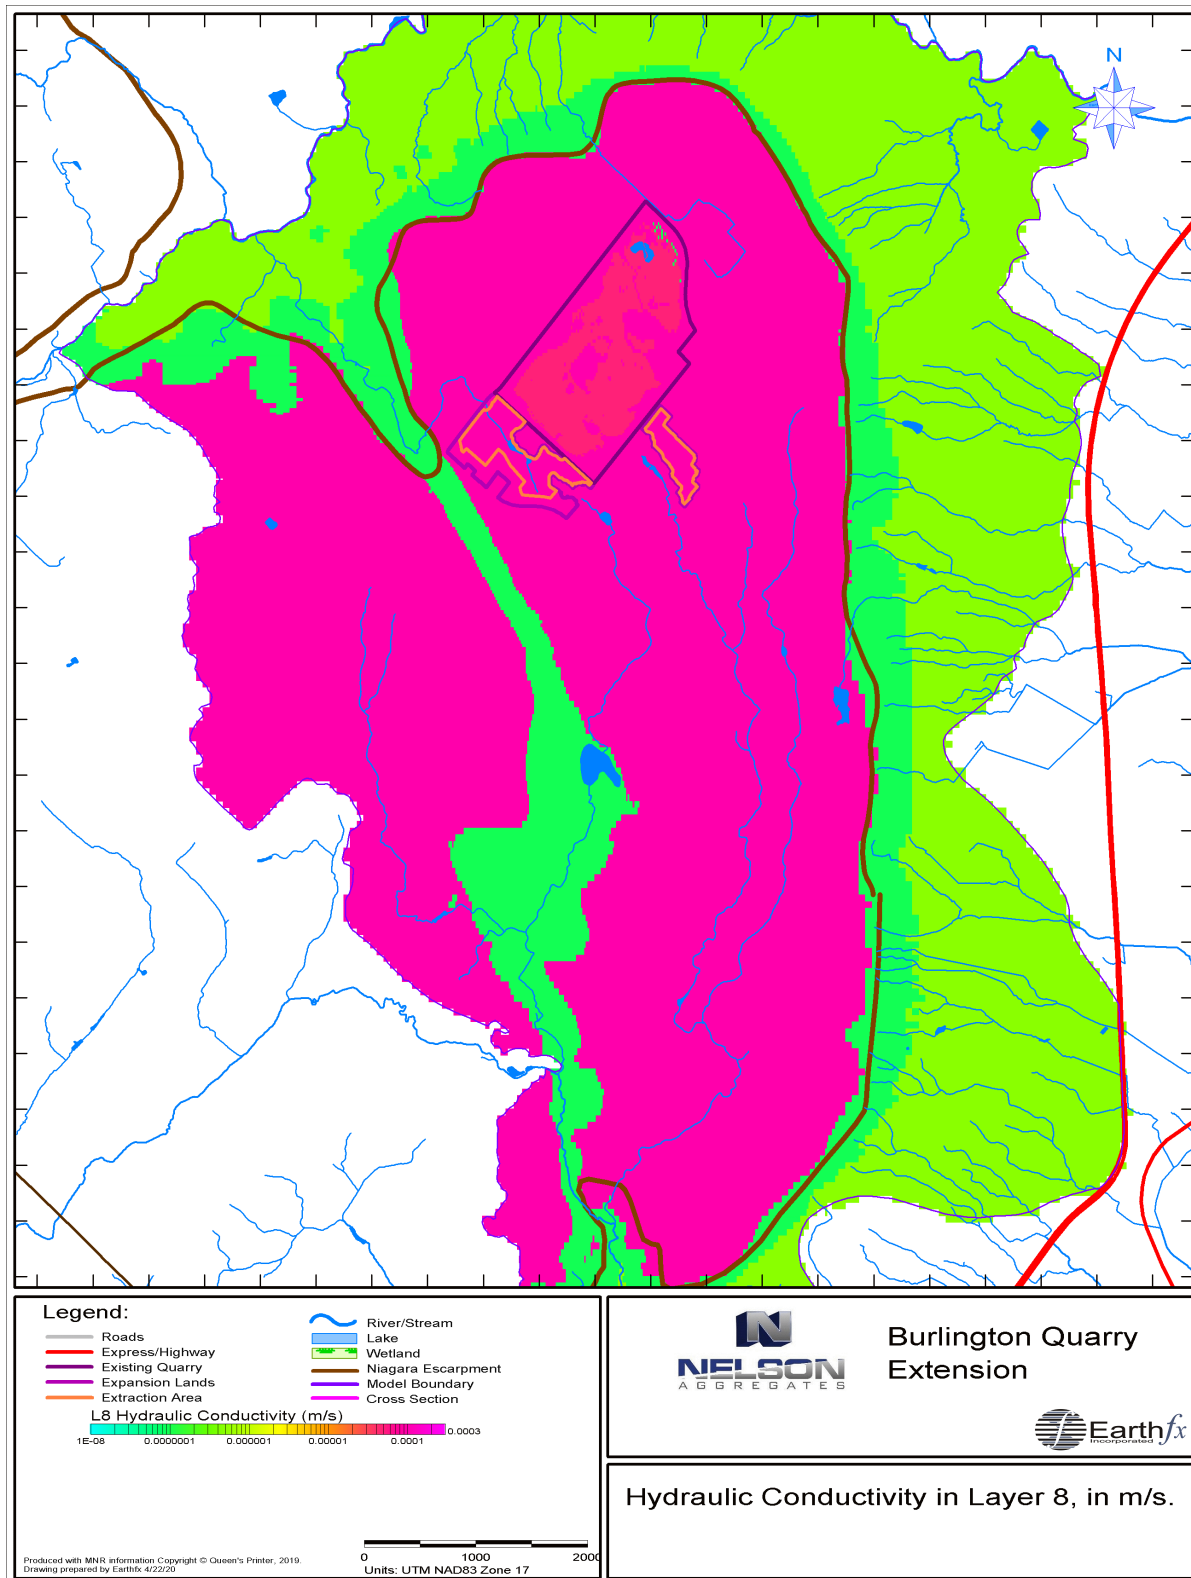 N
Legend:
Roads
Express/Highway
Existing Quarry
Expansion Lands
Extraction Area
River/Stream
Lake
Wetland
Niagara Escarpment
Model Boundary
Cross Section
L8 Hydraulic Conductivity (m/s)
1E-08 0.0000001 0.000001 0.00001 0.0001 0.0003
0 1000 2000
Units: UTM NAD83 Zone 17
Produced with MNR information Copyright © Queen's Printer, 2019.
Drawing prepared by Earthfx 4/22/20
NELSON
AGGREGATES
Burlington Quarry
Extension
Earthfx
Incorporated
Hydraulic Conductivity in Layer 8, in m/s.